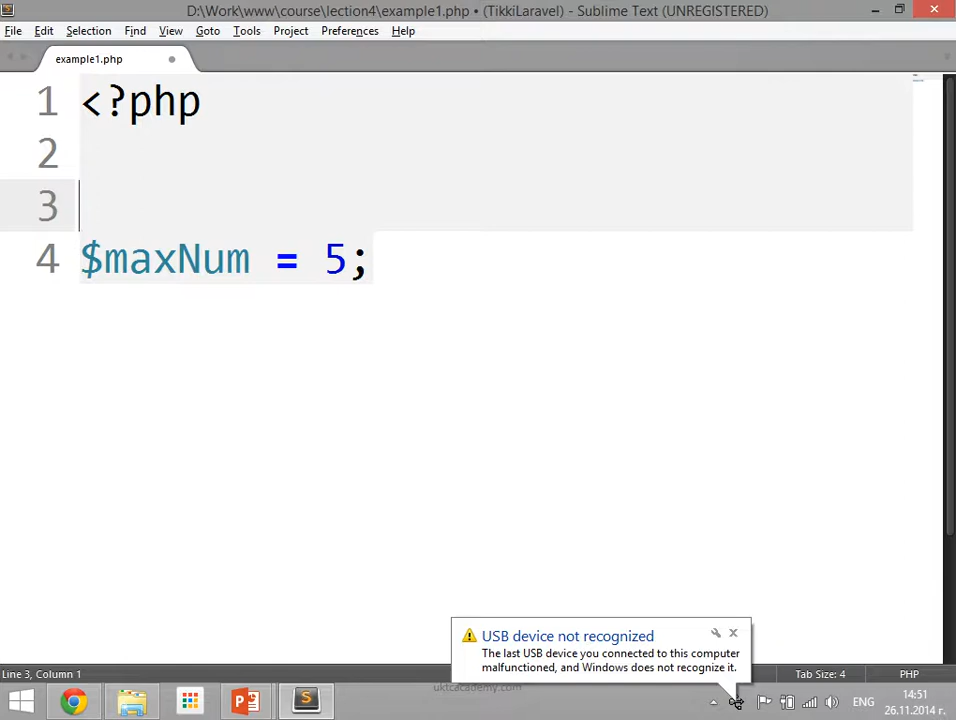 D:\Work\www\course\lection4\example1.php • (TikkiLaravel) - Sublime Text (UNREGISTERED)
File Edit Selection Find View Goto Tools Project Preferences Help
example1.php
1 <?php
2
3
4 $maxNum = 5;
USB device not recognized
The last USB device you connected to this computer
malfunctioned, and Windows does not recognize it.
Line 3, Column 1 Tab Size: 4 PHP
uktcacademy.com
ENG 14:51
26.11.2014 г.